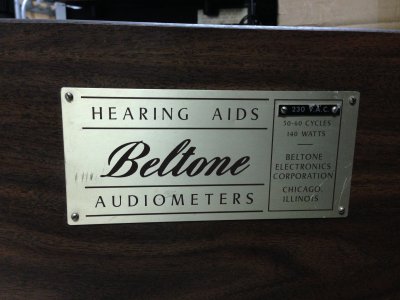 HEARING AIDS
Beltone
AUDIOMETERS
230 V.A.C.
50-60 CYCLES
140 WATTS
BELTONE
ELECTRONICS
CORPORATION
CHICAGO,
ILLINOIS